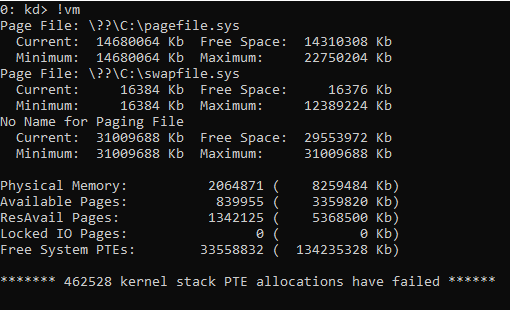 0: kd> !vm
Page File: \??\C:\pagefile.sys
  Current:  14680064 Kb  Free Space:  14310308 Kb
  Minimum:  14680064 Kb  Maximum:     22750204 Kb
Page File: \??\C:\swapfile.sys
  Current:     16384 Kb  Free Space:     16376 Kb
  Minimum:     16384 Kb  Maximum:     12389224 Kb
No Name for Paging File
  Current:  31009688 Kb  Free Space:  29553972 Kb
  Minimum:  31009688 Kb  Maximum:     31009688 Kb

Physical Memory:          2064871 (    8259484 Kb)
Available Pages:           839955 (    3359820 Kb)
ResAvail Pages:           1342125 (    5368500 Kb)
Locked IO Pages:                0 (          0 Kb)
Free System PTEs:        33558832 (  134235328 Kb)

******* 462528 kernel stack PTE allocations have failed ******